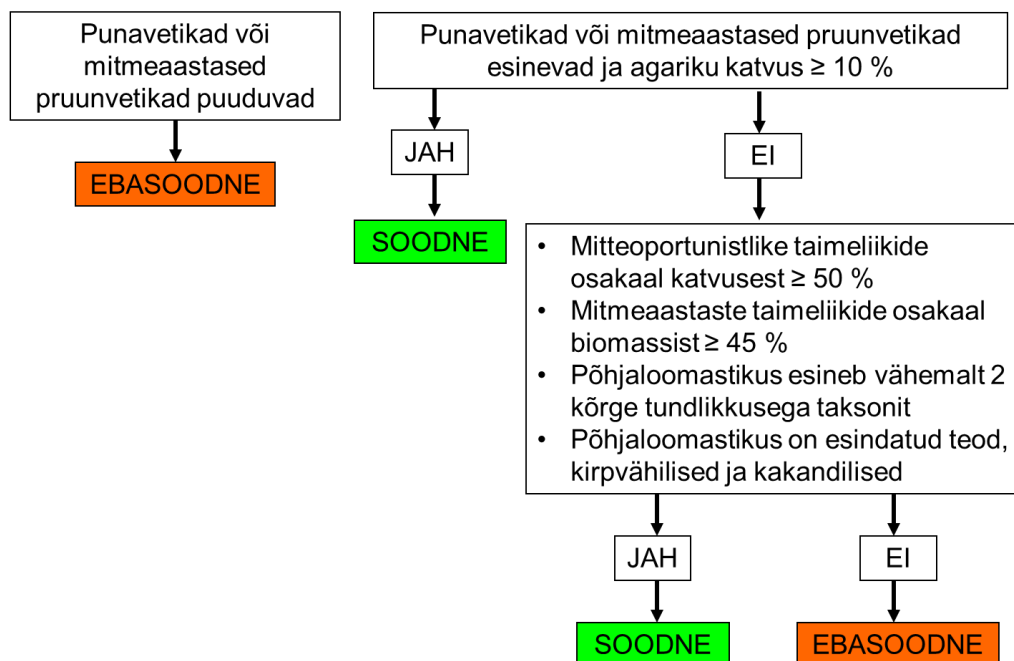 Punavetikad või
mitmeaastased
pruunvetikad puuduvad
EBASOODNE
Punavetikad või mitmeaastased pruunvetikad
esinevad ja agariku katvus ≥ 10 %
JAH
EI
SOODNE
• Mitteoportunistlike taimeliikide
osakaal katvusest ≥ 50 %
• Mitmeaastaste taimeliikide osakaal
biomassist ≥ 45 %
• Põhjaloomastikus esineb vähemalt 2
kõrge tundlikkusega taksonit
• Põhjaloomastikus on esindatud teod,
kirpvähilised ja kakandilised
JAH
EI
SOODNE
EBASOODNE